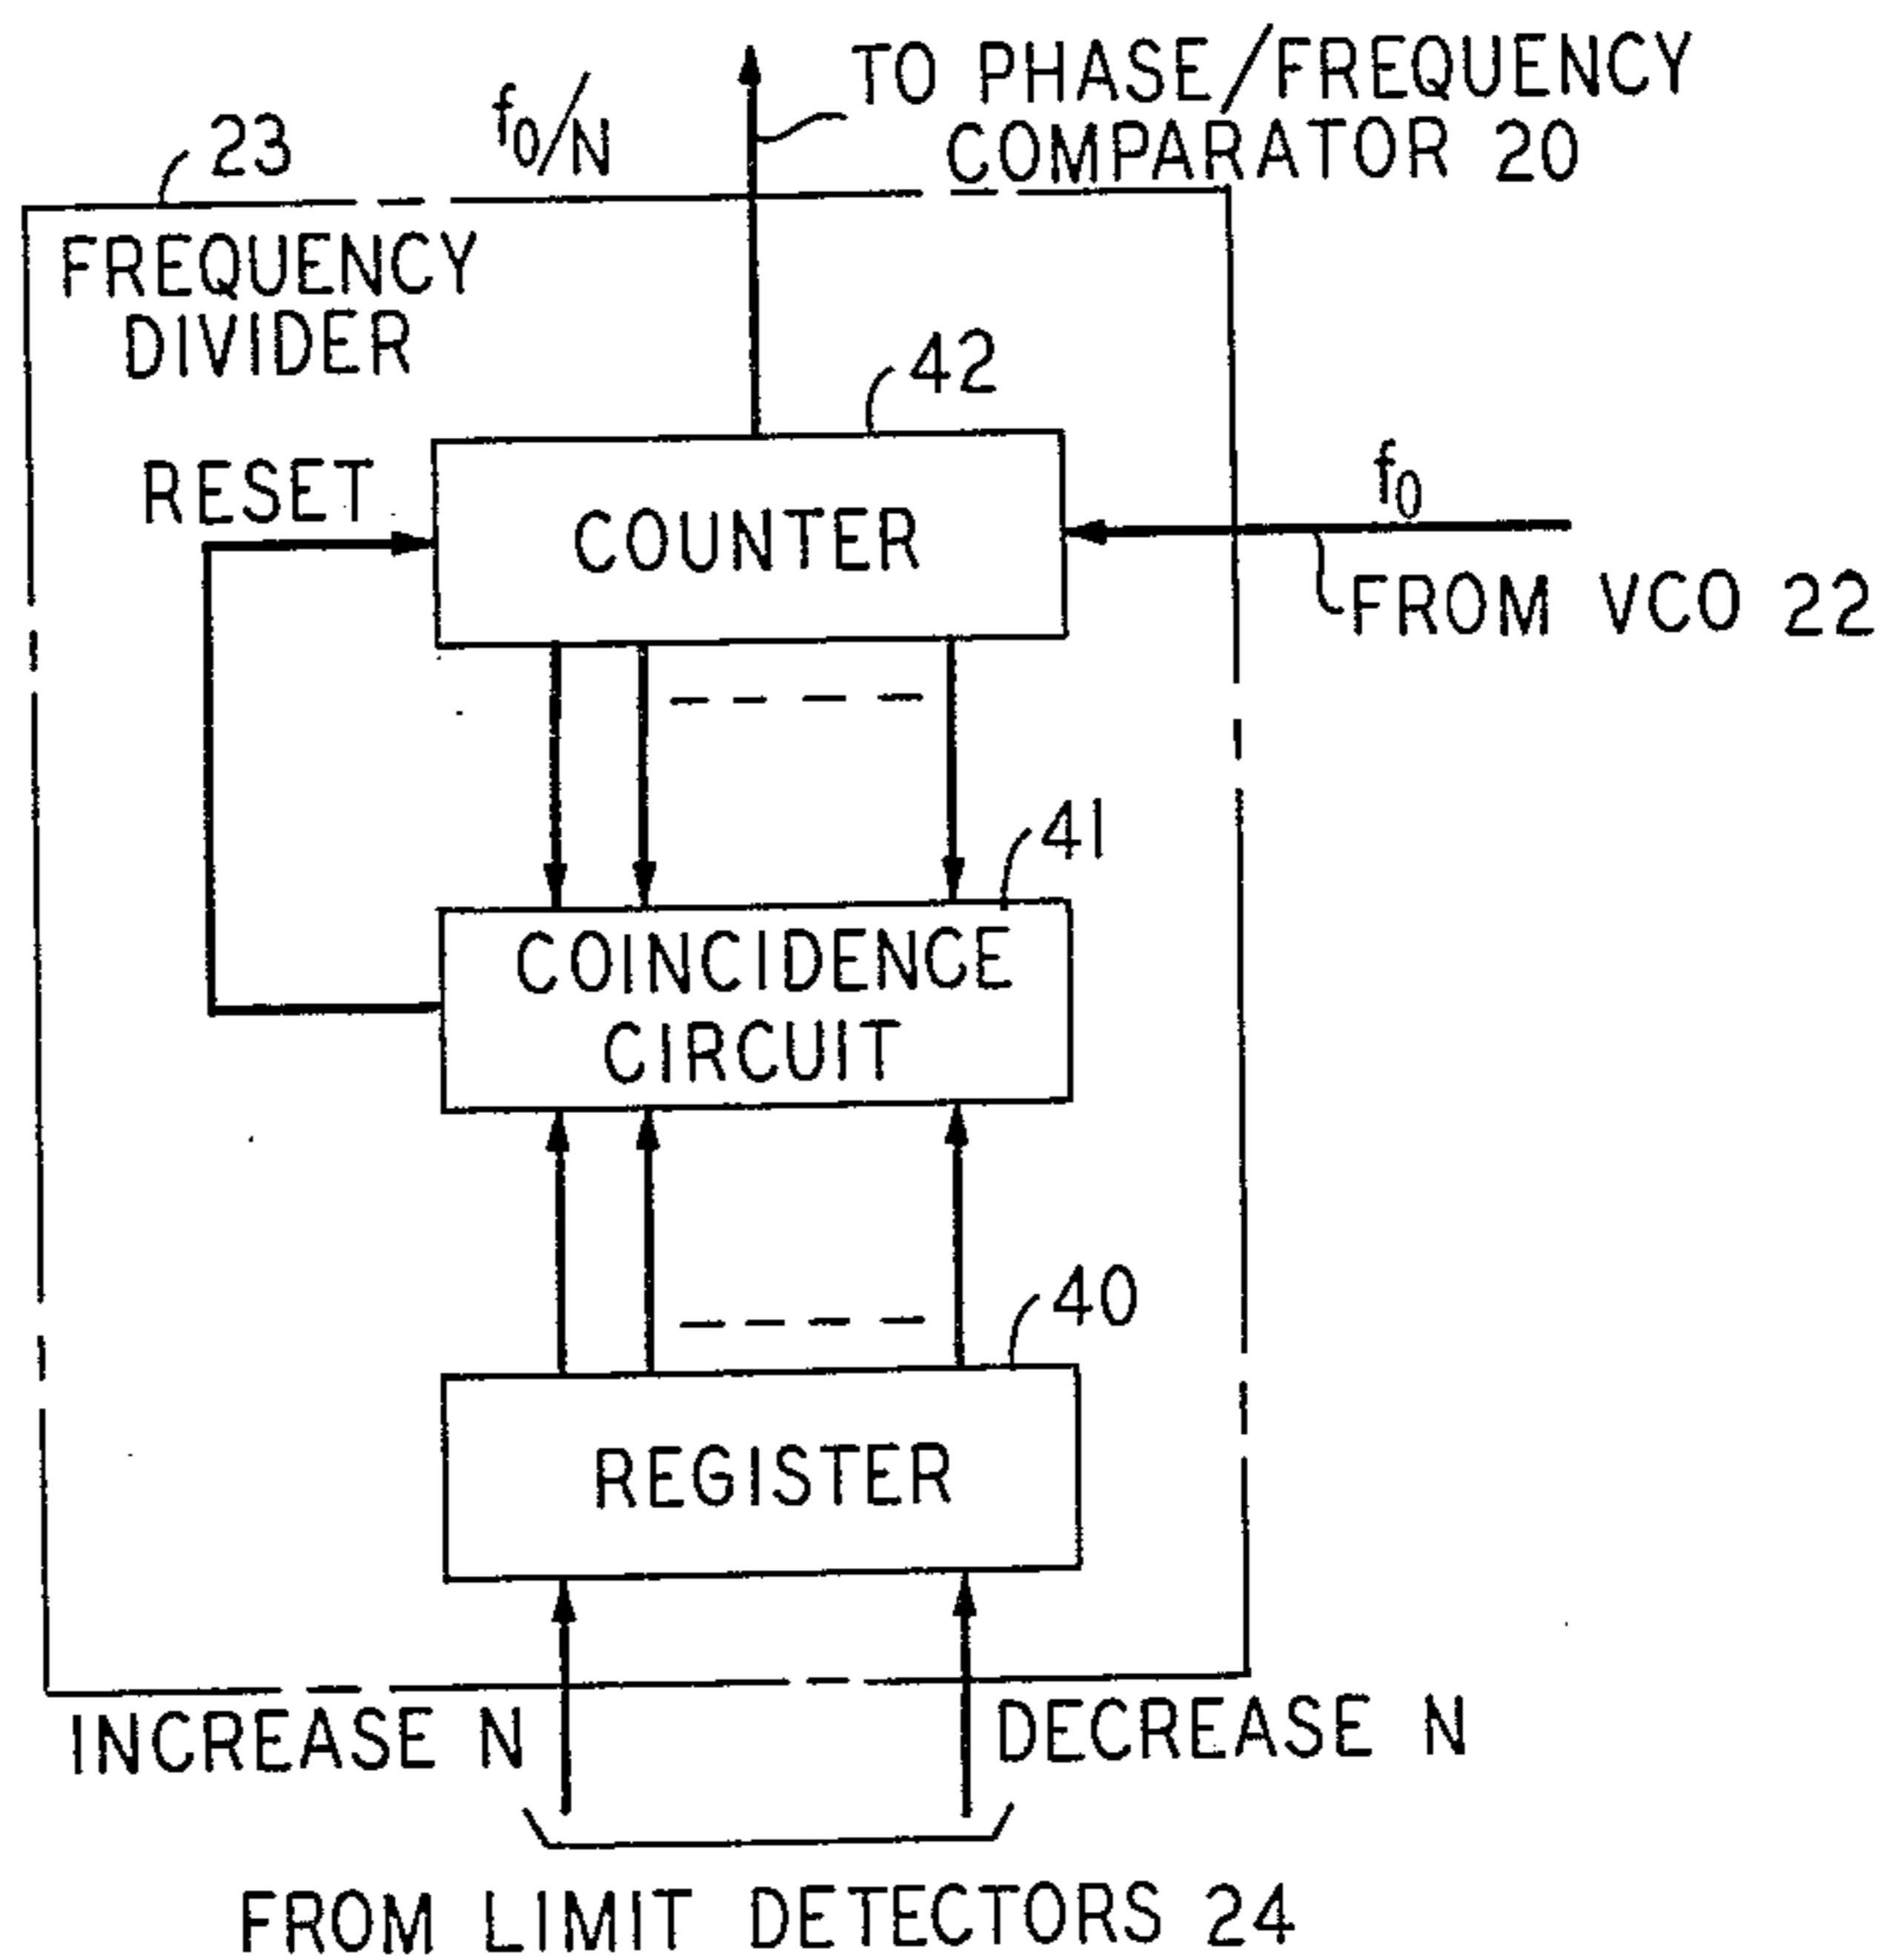 TO PHASE/FREQUENCY
COMPARATOR 20
f0/N
23
FREQUENCY
DIVIDER
42
RESET
COUNTER
f0
FROM VCO 22
41
COINCIDENCE
CIRCUIT
40
REGISTER
INCREASE N
DECREASE N
FROM LIMIT DETECTORS 24